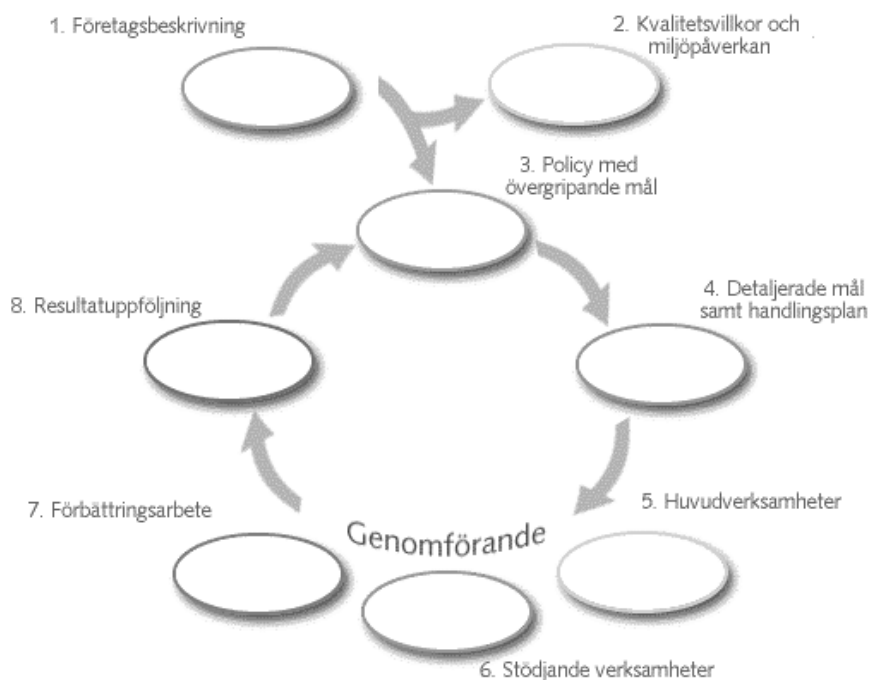 1. Företagsbeskrivning
2. Kvalitetsvillkor och
miljöpåverkan
3. Policy med
övergripande mål
4. Detaljerade mål
samt handlingsplan
5. Huvudverksamheter
Genomförande
6. Stödjande verksamheter
7. Förbättringsarbete
8. Resultatuppföljning